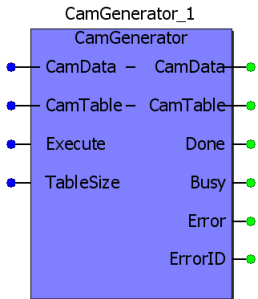 CamGenerator_1
CamGenerator
CamData – CamData
CamTable – CamTable
Execute Done
TableSize Busy
Error
ErrorID